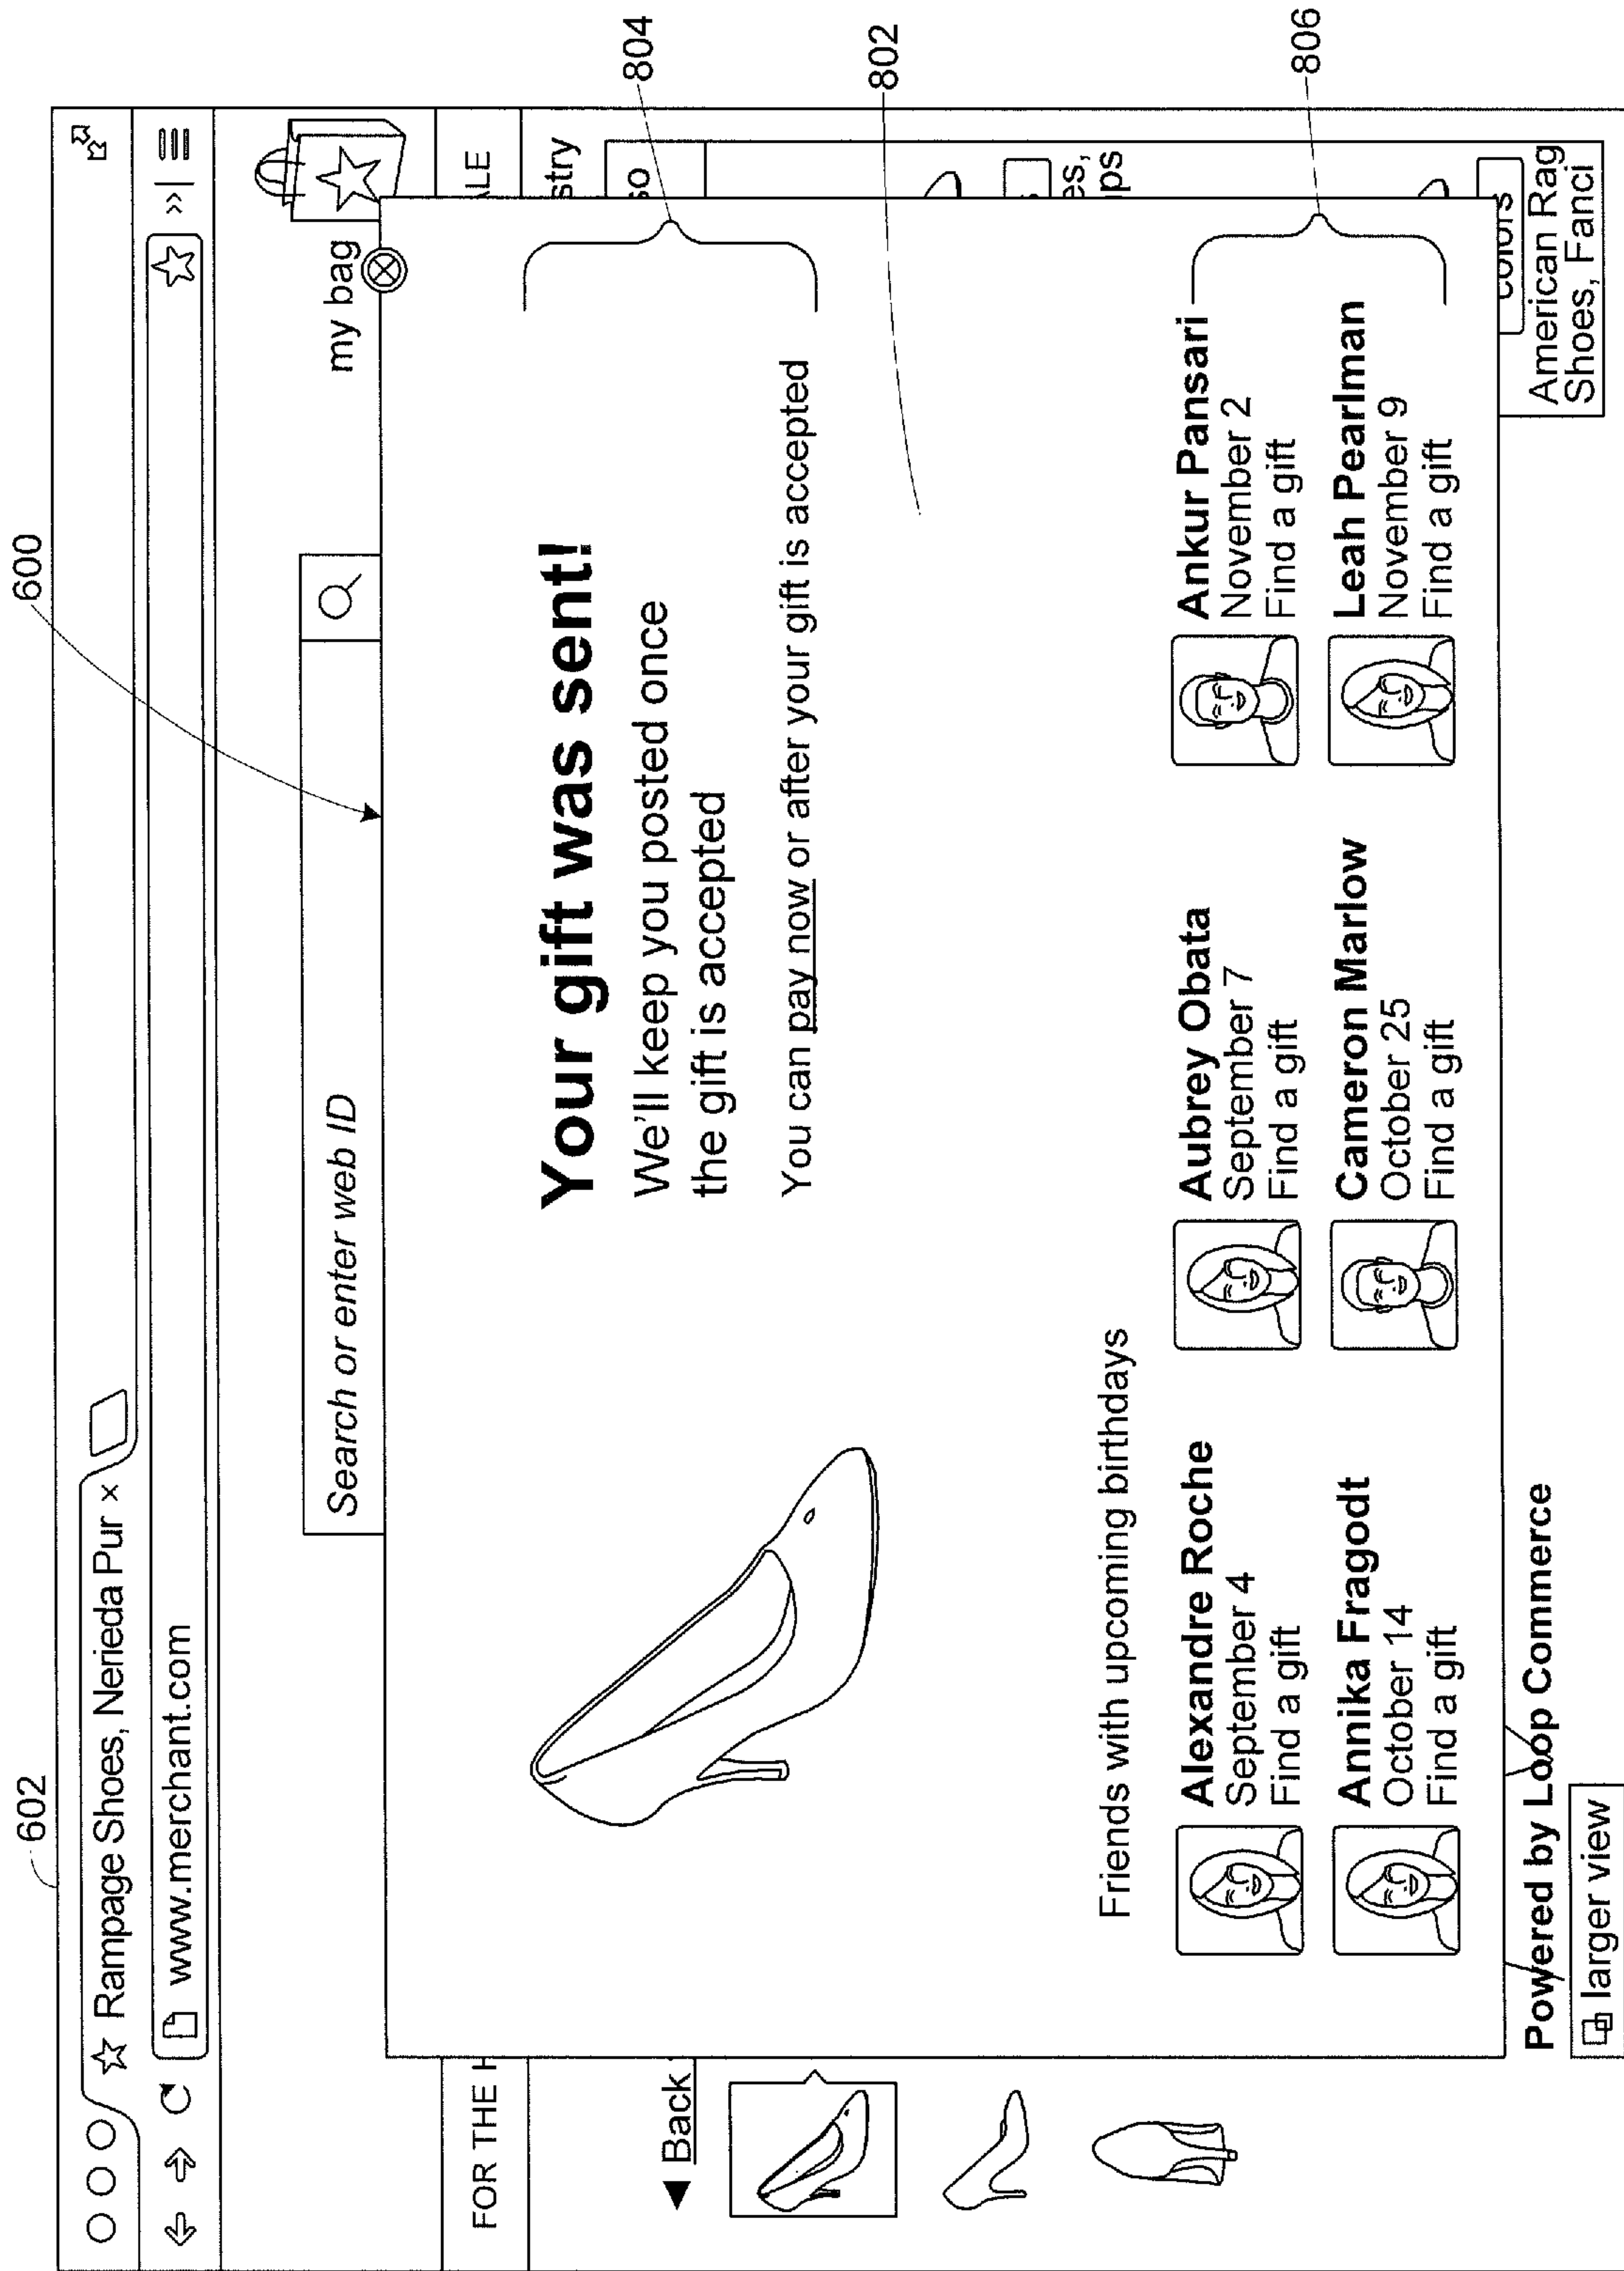 602
600
Rampage Shoes, Nerieda Pur ×
www.merchant.com
Search or enter web ID
my bag
FOR THE H
ALE
stry
Back
so
804
Your gift was sent!
We'll keep you posted once
the gift is accepted
You can pay now or after your gift is accepted
802
es,
ps
Friends with upcoming birthdays
Alexandre Roche
September 4
Find a gift
Aubrey Obata
September 7
Find a gift
Ankur Pansari
November 2
Find a gift
806
Annika Fragodt
October 14
Find a gift
Cameron Marlow
October 25
Find a gift
Leah Pearlman
November 9
Find a gift
colors
Powered by Loop Commerce
American Rag
Shoes, Fanci
larger view